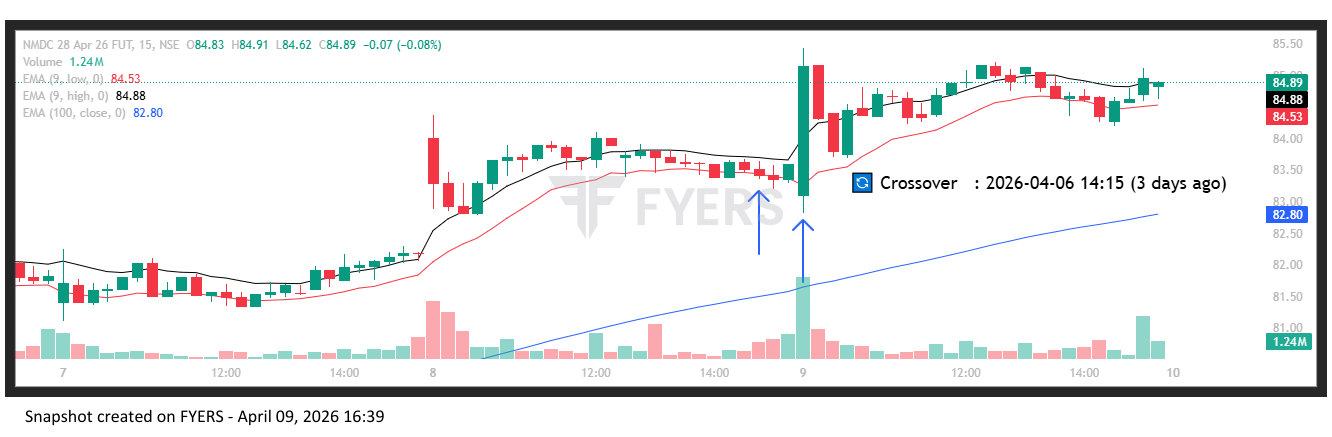 NMDC 28 Apr 26 FUT, 15, NSE O84.83 H84.91 L84.62 C84.89 −0.07 (−0.08%)
Volume 1.24M
EMA (9, low, 0) 84.53
EMA (9, high, 0) 84.88
EMA (100, close, 0) 82.80
85.50
85.00
84.89
84.88
84.53
84.00
83.50
83.00
82.80
82.50
82.00
81.50
81.00
1.24M
FYERS
Crossover : 2026-04-06 14:15 (3 days ago)
7 12:00 14:00 8 12:00 14:00 9 12:00 14:00 10
Snapshot created on FYERS - April 09, 2026 16:39